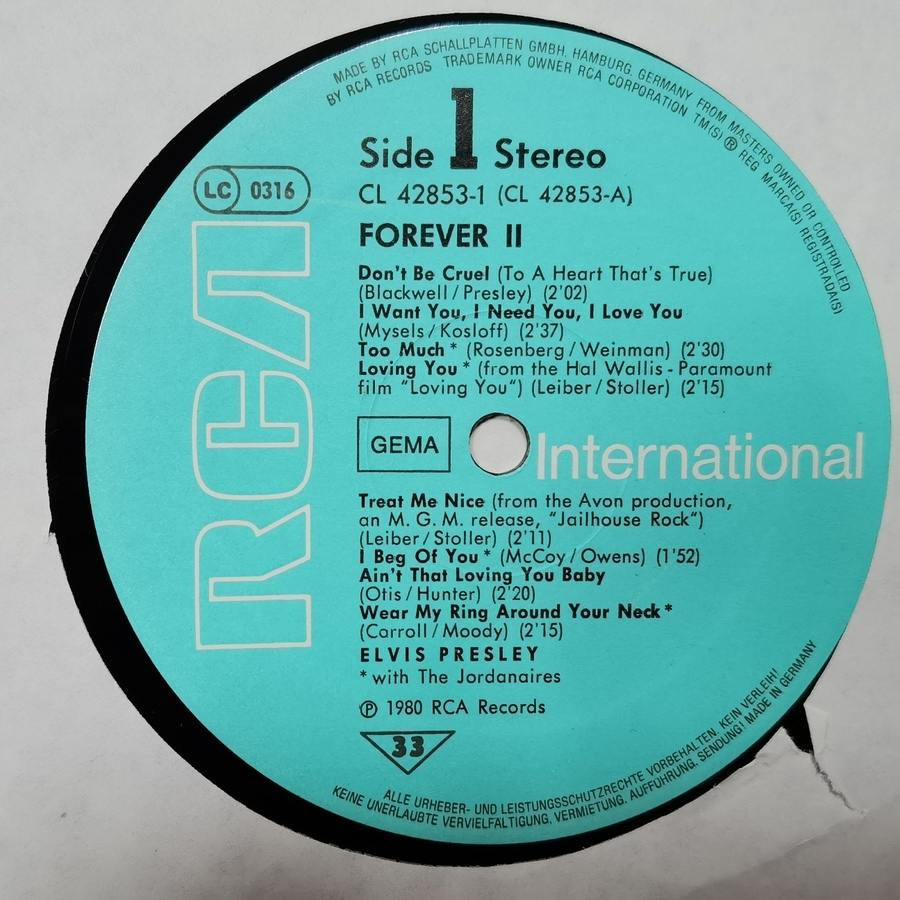 MADE BY RCA SCHALLPLATTEN GMBH, HAMBURG, GERMANY, FROM MASTERS OWNED OR CONTROLLED
BY RCA RECORDS TRADEMARK OWNER RCA CORPORATION TM(S) ® REG MARCA(S) REGISTRADA(S)
Side 1 Stereo
LC 0316
CL 42853-1 (CL 42853-A)
FOREVER II
RCA
Don't Be Cruel (To A Heart That's True)
(Blackwell/Presley) (2'02)
I Want You, I Need You, I Love You
(Mysels/Kosloff) (2'37)
Too Much* (Rosenberg/Weinman) (2'30)
Loving You* (from the Hal Wallis-Paramount
film "Loving You") (Leiber/Stoller) (2'15)
GEMA
International
Treat Me Nice (from the Avon production,
an M. G. M. release, "Jailhouse Rock")
(Leiber/Stoller) (2'11)
I Beg Of You* (McCoy/Owens) (1'52)
Ain't That Loving You Baby
(Otis/Hunter) (2'20)
Wear My Ring Around Your Neck*
(Carroll/Moody) (2'15)
ELVIS PRESLEY
*with The Jordanaires
℗ 1980 RCA Records
33
ALLE URHEBER- UND LEISTUNGSSCHUTZRECHTE VORBEHALTEN. KEIN VERLEIH!
KEINE UNERLAUBTE VERVIELFALTIGUNG, VERMIETUNG, AUFFÜHRUNG, SENDUNG! MADE IN GERMANY